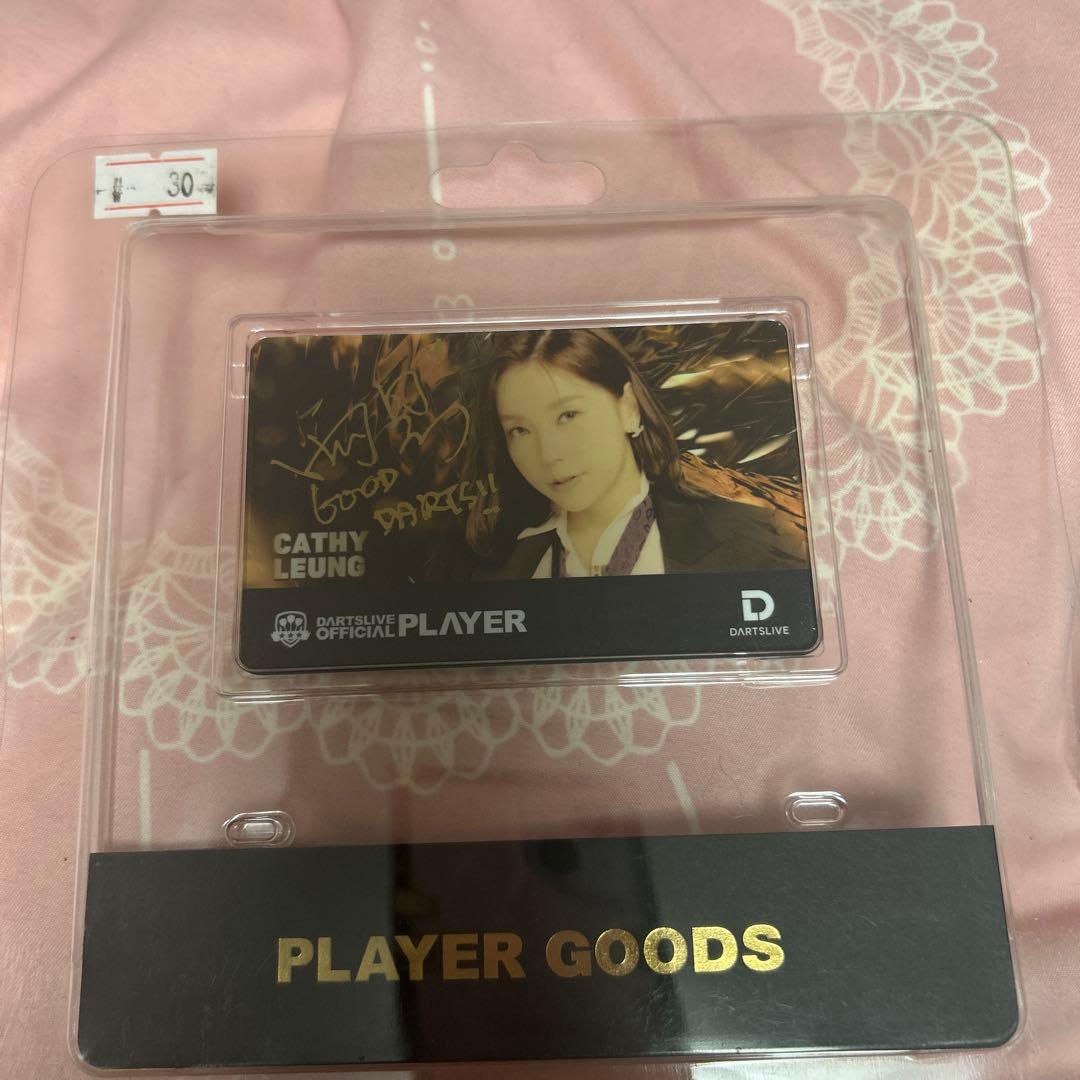 30
GOOD
DARTS!!
CATHY
LEUNG
DARTSLIVE
OFFICIAL PLAYER
D
DARTSLIVE
PLAYER GOODS